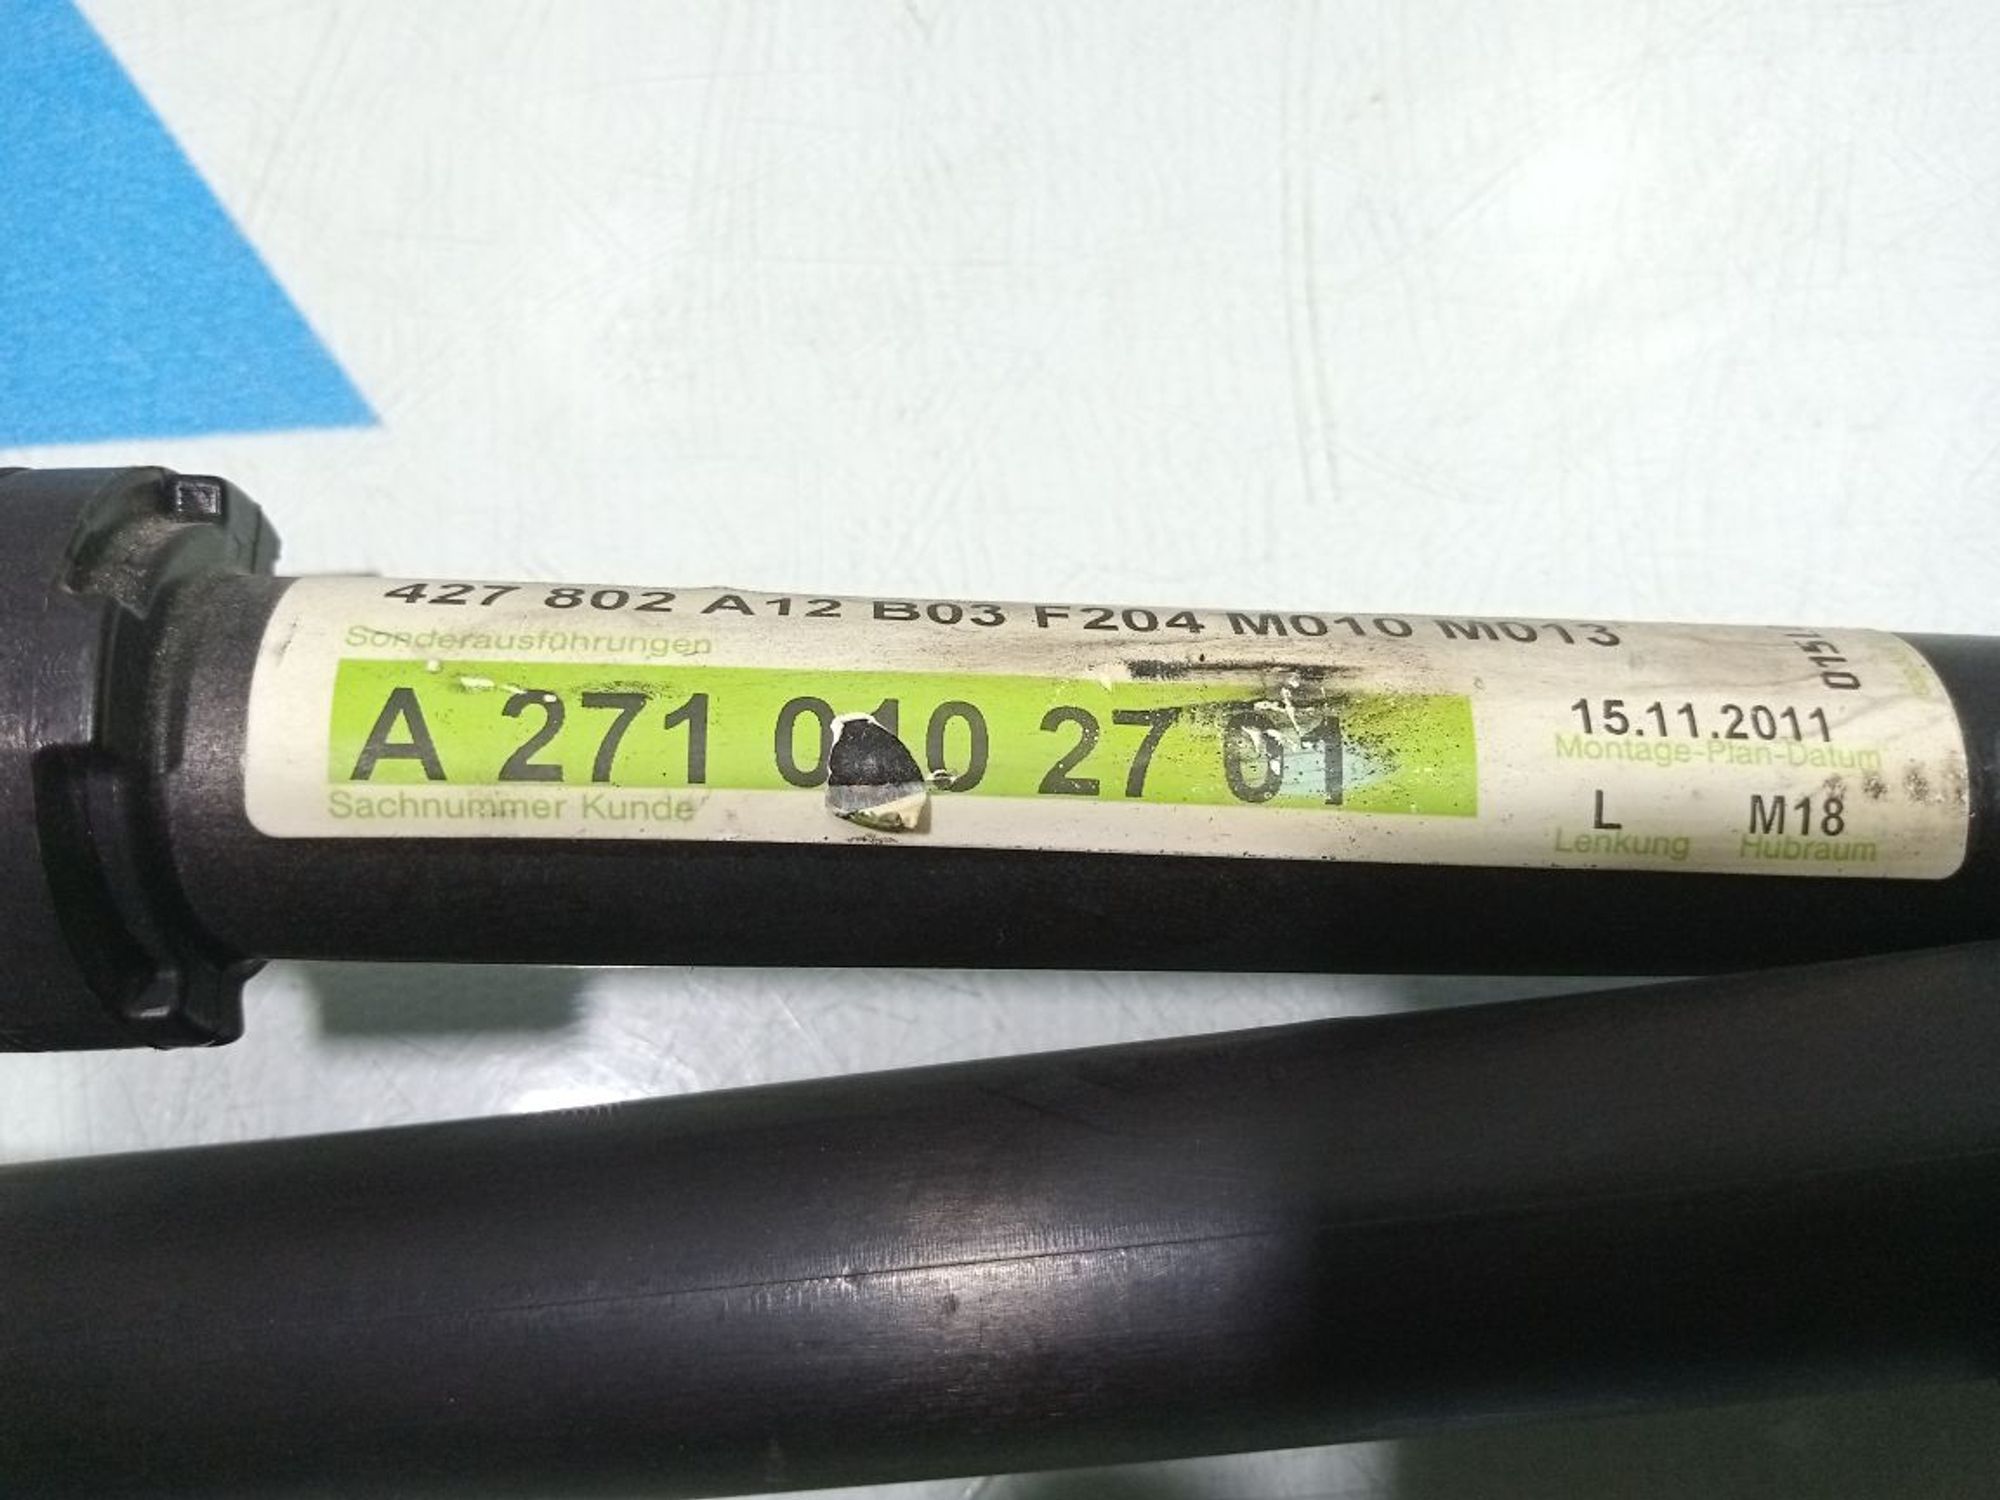 427 802 A12 B03 F204 M010 M013
Sonderausführungen
A 271 010 27 01
Sachnummer Kunde
15.11.2011
Montage-Plan-Datum
L M18
Lenkung Hubraum